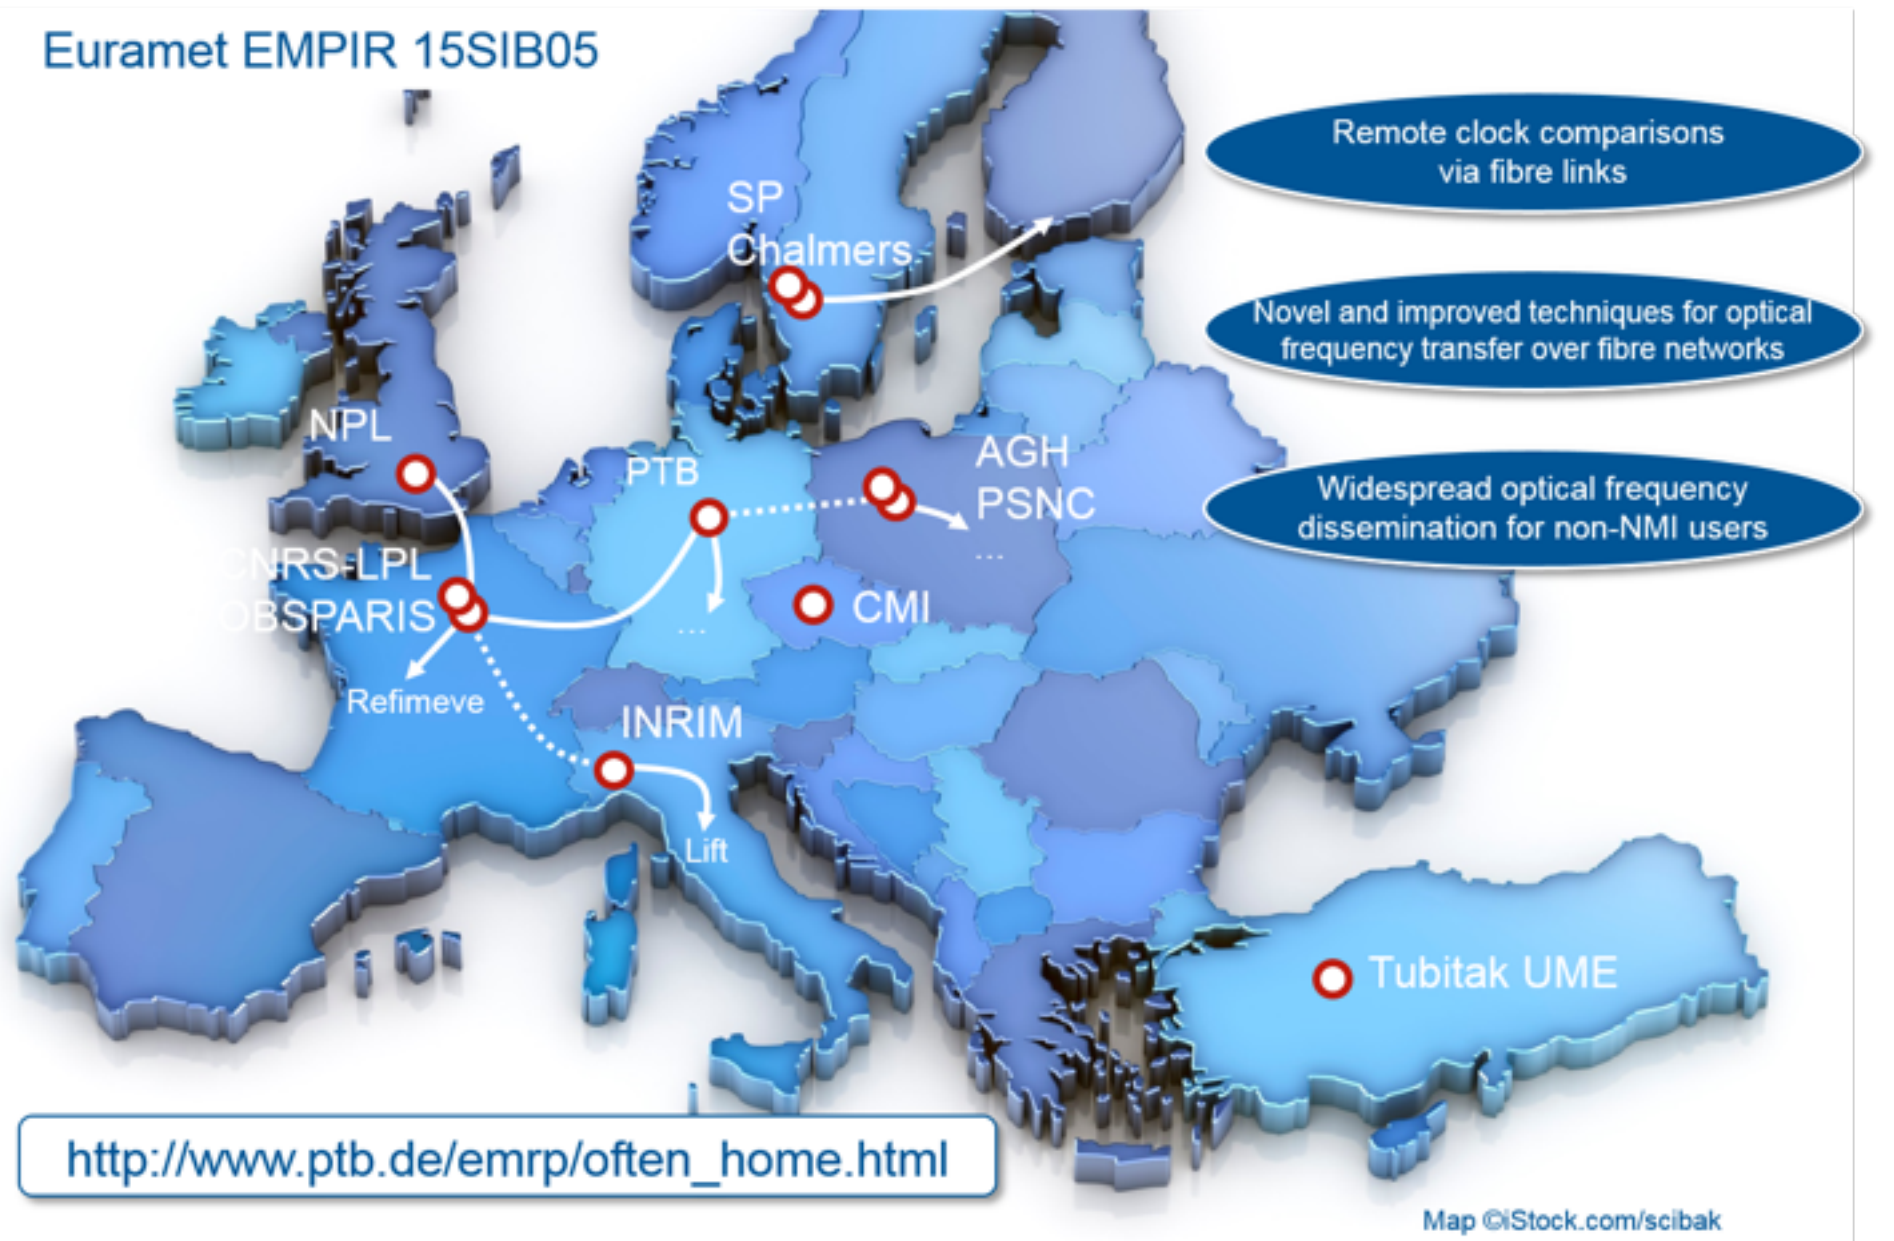 Euramet EMPIR 15SIB05
Remote clock comparisons
via fibre links
SP
Chalmers
Novel and improved techniques for optical
frequency transfer over fibre networks
NPL
PTB
AGH
PSNC
...
Widespread optical frequency
dissemination for non-NMI users
CNRS-LPL
OBSPARIS
...
CMI
Refimeve
INRIM
Lift
Tubitak UME
http://www.ptb.de/emrp/often_home.html
Map ©iStock.com/scibak